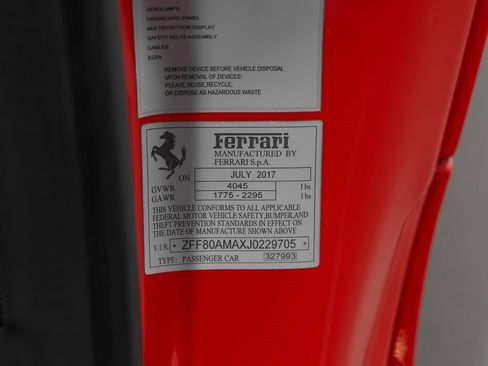 HEADLAMPS
DASHBOARD PANEL
MULTIFUNCTION DISPLAY
SAFETY BELTS ASSEMBLY
CABLES
ECUs
REMOVE DEVICE BEFORE VEHICLE DISPOSAL
UPON REMOVAL OF DEVICES:
PLEASE REUSE, RECYCLE,
OR DISPOSE AS HAZARDOUS WASTE
Ferrari
MANUFACTURED BY
FERRARI S.p.A.
ON JULY 2017
GVWR 4045 lbs
GAWR 1775 - 2295 lbs
THIS VEHICLE CONFORMS TO ALL APPLICABLE
FEDERAL MOTOR VEHICLE SAFETY, BUMPER, AND
THEFT PREVENTION STANDARDS IN EFFECT ON
THE DATE OF MANUFACTURE SHOWN ABOVE
V.I.N. * ZFF80AMAXJ0229705 *
TYPE: PASSENGER CAR 327993